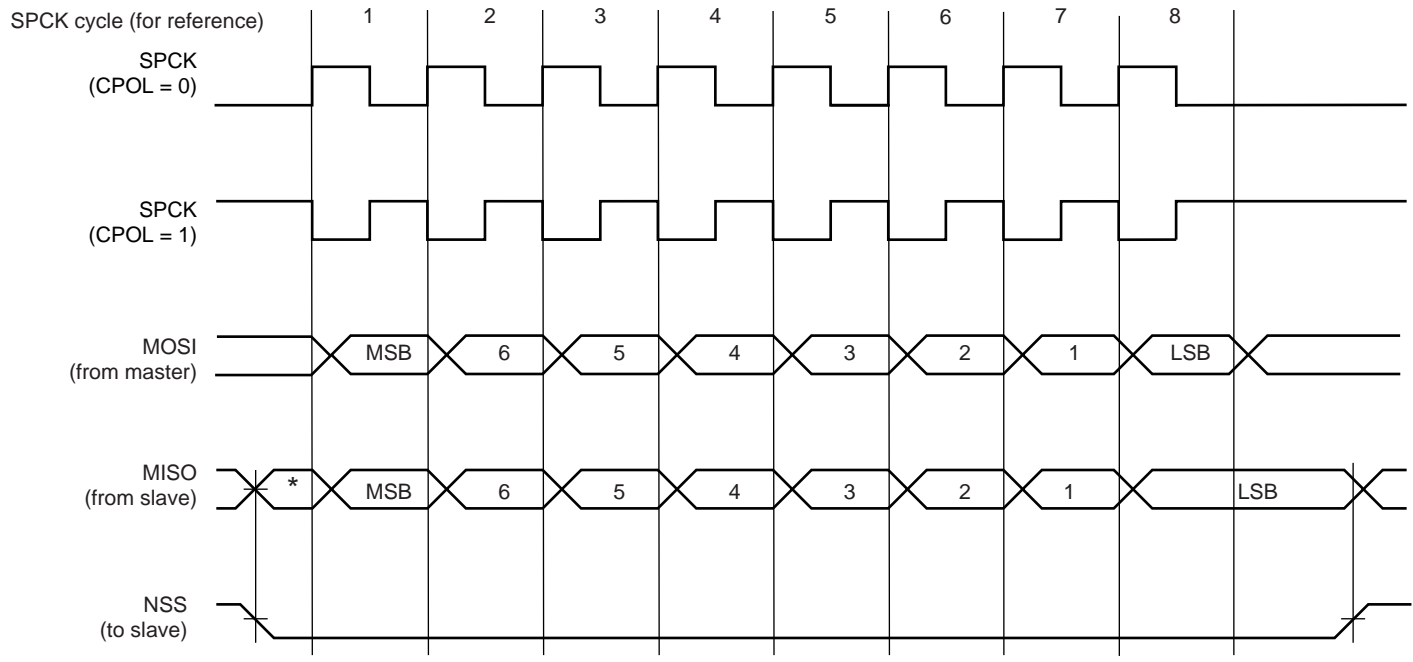 SPCK cycle (for reference) 1 2 3 4 5 6 7 8
SPCK
(CPOL = 0)
SPCK
(CPOL = 1)
MOSI
(from master)
MSB 6 5 4 3 2 1 LSB
MISO
(from slave)
* MSB 6 5 4 3 2 1 LSB
NSS
(to slave)